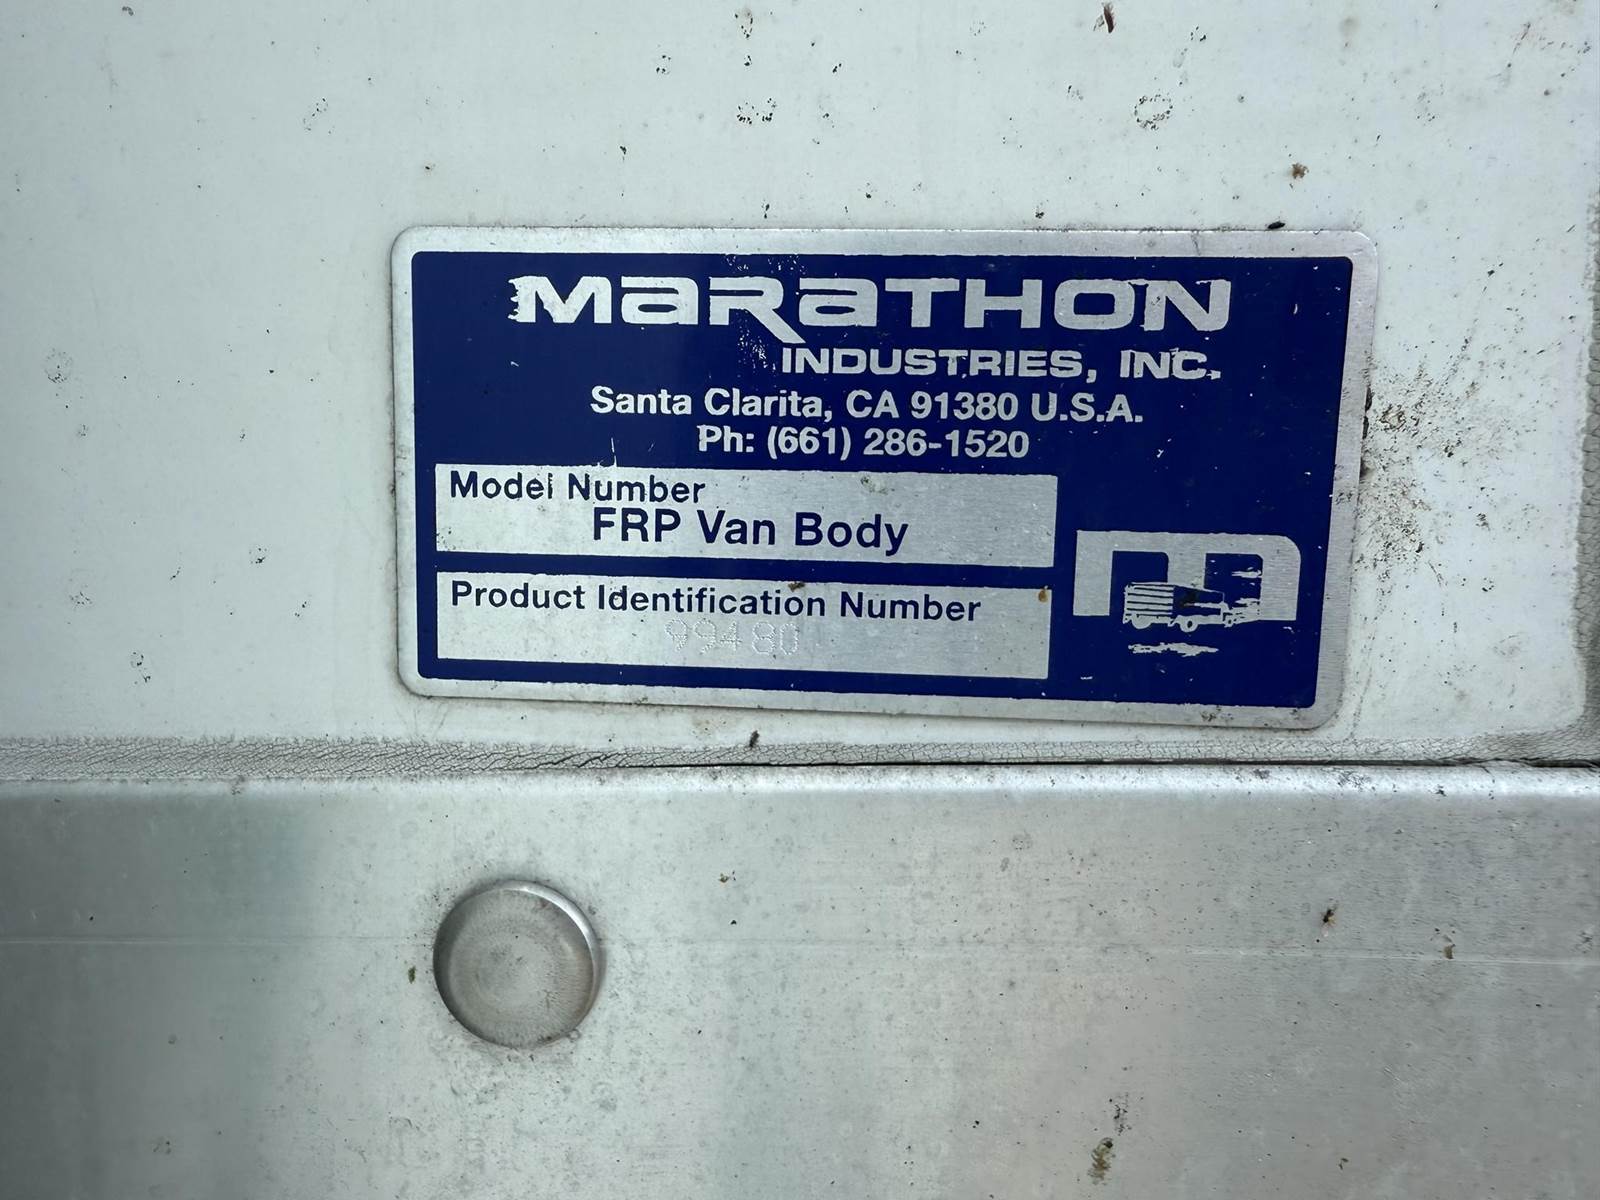 MARATHON
INDUSTRIES, INC.
Santa Clarita, CA 91380 U.S.A.
Ph: (661) 286-1520
Model Number
FRP Van Body
Product Identification Number
99480